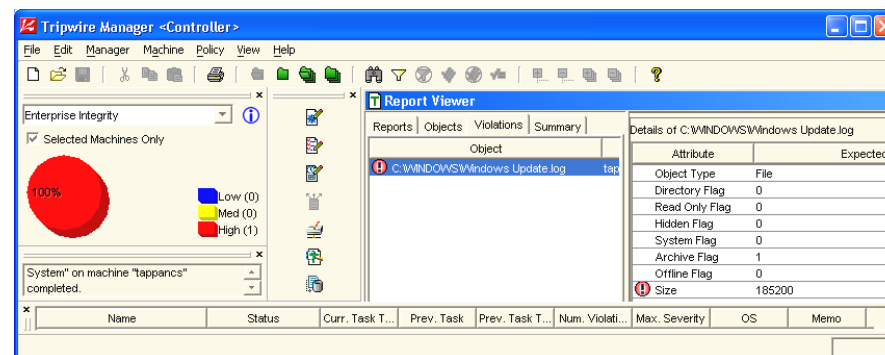 Tripwire Manager <Controller>
File Edit Manager Machine Policy View Help
Enterprise Integrity
Selected Machines Only
100%
Low (0)
Med (0)
High (1)
System" on machine "tappancs"
completed.
Report Viewer
Reports Objects Violations Summary
Object
C:\WINDOWS\Windows Update.log tap
Details of C:\WINDOWS\Windows Update.log
Attribute Expected
Object Type File
Directory Flag 0
Read Only Flag 0
Hidden Flag 0
System Flag 0
Archive Flag 1
Offline Flag 0
Size 185200
Name Status Curr. Task T... Prev. Task Prev. Task T... Num. Violati... Max. Severity OS Memo